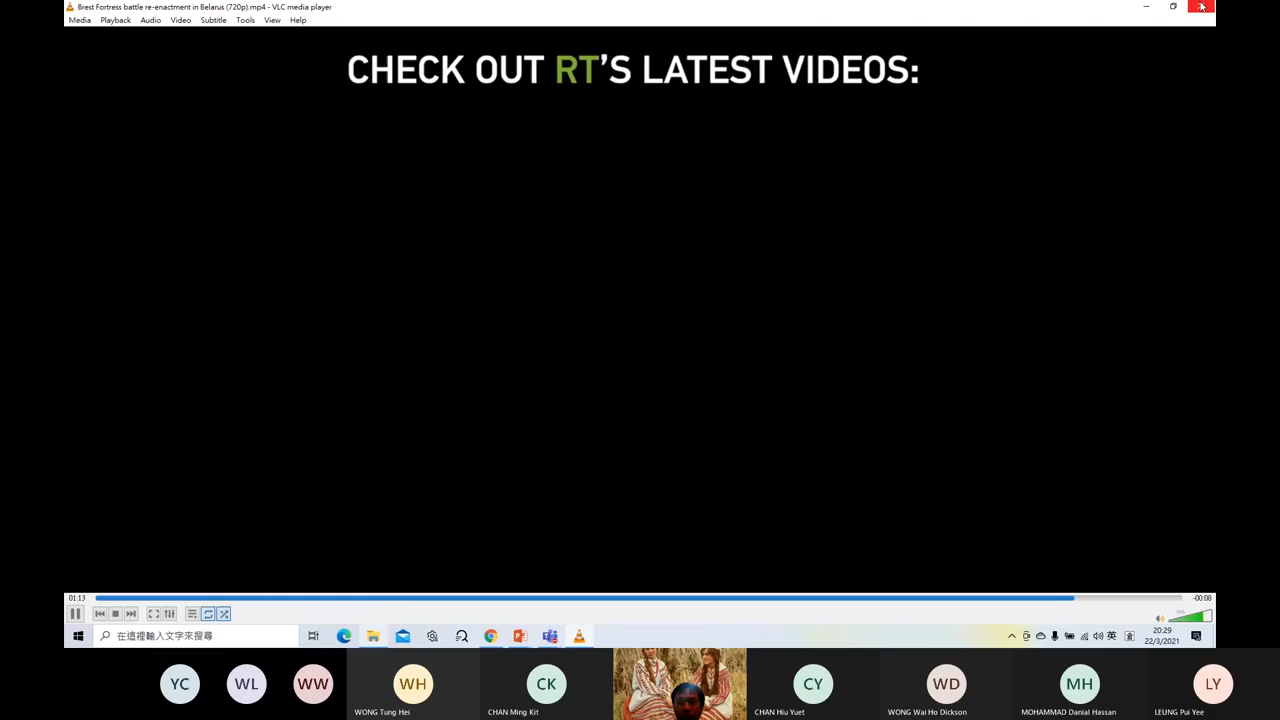 Brest Fortress battle re-enactment in Belarus (720p).mp4 - VLC media player
Media Playback Audio Video Subtitle Tools View Help
CHECK OUT RT'S LATEST VIDEOS:
01:13
-00:08
在這裡輸入文字來搜尋
英
20:29
22/3/2021
YC
WL
WW
WH
WONG Tung Hei
CK
CHAN Ming Kit
CY
CHAN Hiu Yuet
WD
WONG Wai Ho Dickson
MH
MOHAMMAD Danial Hassan
LY
LEUNG Pui Yee